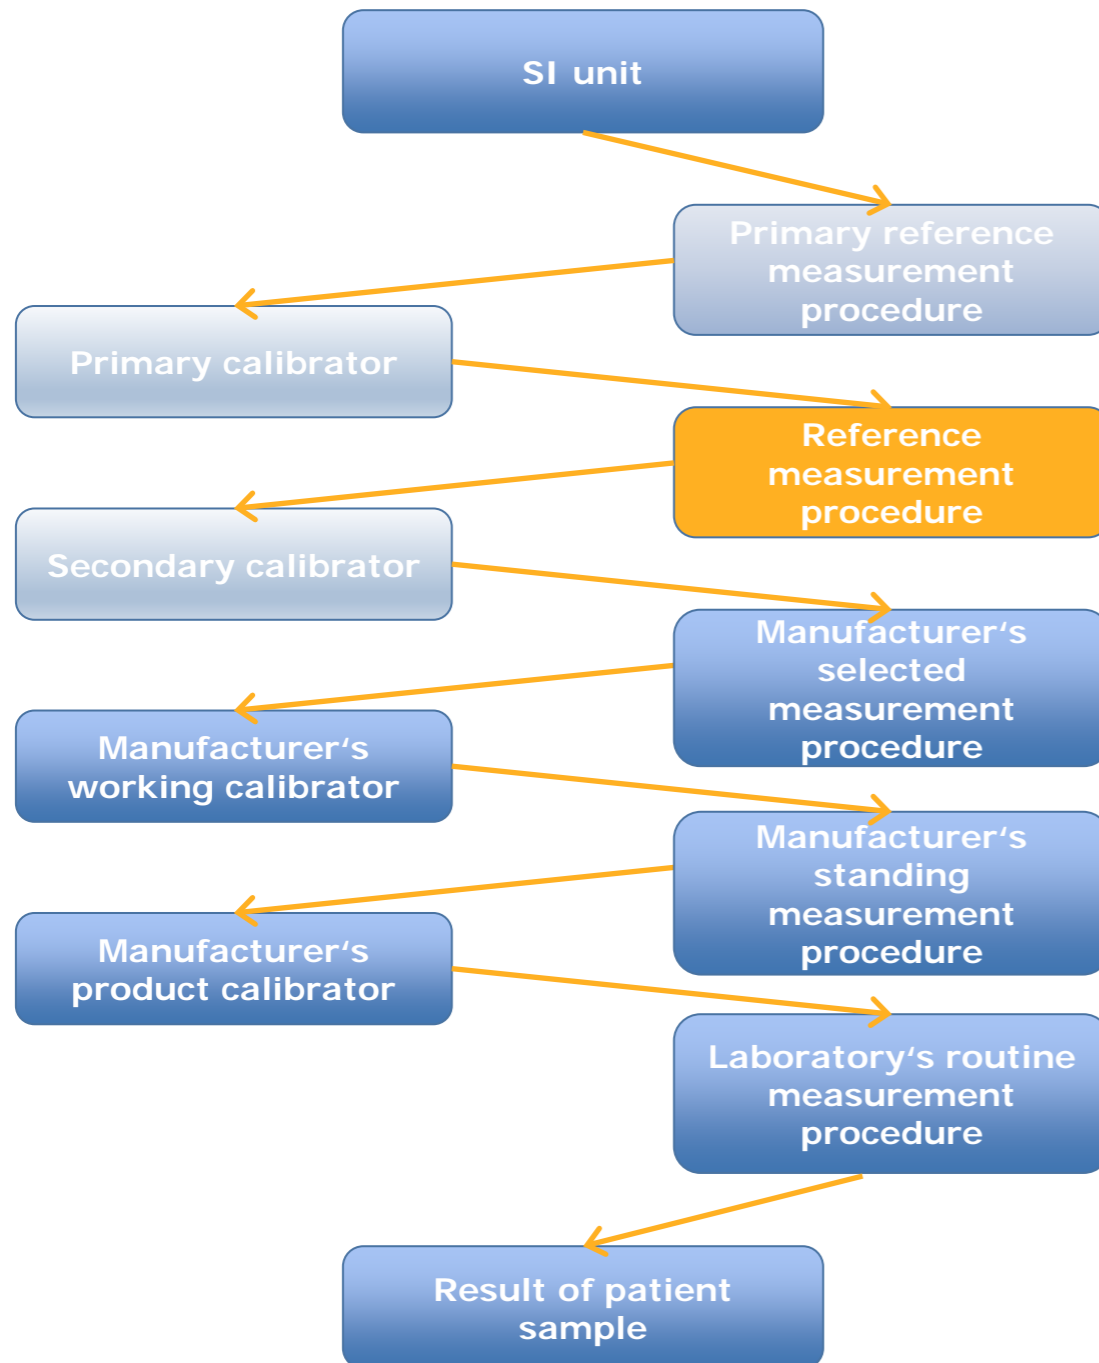 SI unit
Primary reference
measurement
procedure
Primary calibrator
Reference
measurement
procedure
Secondary calibrator
Manufacturer‘s
selected
measurement
procedure
Manufacturer‘s
working calibrator
Manufacturer‘s
standing
measurement
procedure
Manufacturer‘s
product calibrator
Laboratory‘s routine
measurement
procedure
Result of patient
sample